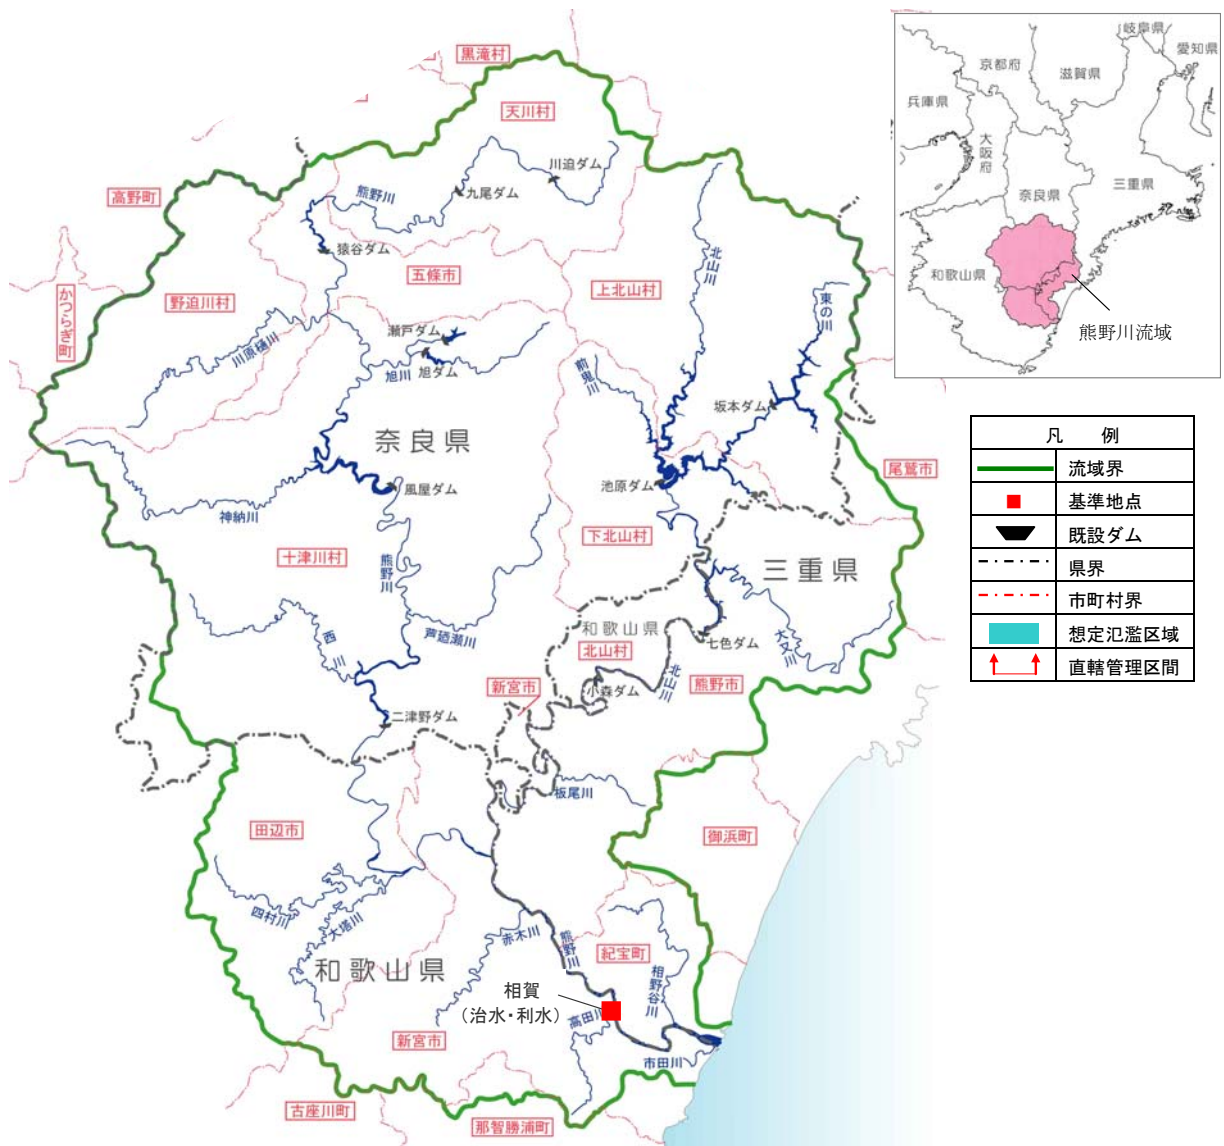 黒滝村
天川村
川迫ダム
九尾ダム
熊野川
高野町
猿谷ダム
五條市
上北山村
北山川
東の川
野迫川村
かつらぎ町
川原樋川
瀬戸ダム
旭ダム
旭川
前鬼川
坂本ダム
奈良県
池原ダム
風屋ダム
尾鷲市
神納川
下北山村
十津川村
熊野川
三重県
芦廼瀬川
和歌山県
七色ダム
大又川
西川
北山村
北山川
新宮市
小森ダム
熊野市
二津野ダム
板尾川
田辺市
御浜町
四村川
大塔川
赤木川
熊野川
紀宝町
相野谷川
和歌山県
相賀
（治水・利水）
高田川
新宮市
市田川
古座川町
那智勝浦町
岐阜県
愛知県
京都府
滋賀県
兵庫県
大阪府
三重県
奈良県
和歌山県
熊野川流域
凡 例
流域界
基準地点
既設ダム
県界
市町村界
想定氾濫区域
直轄管理区間